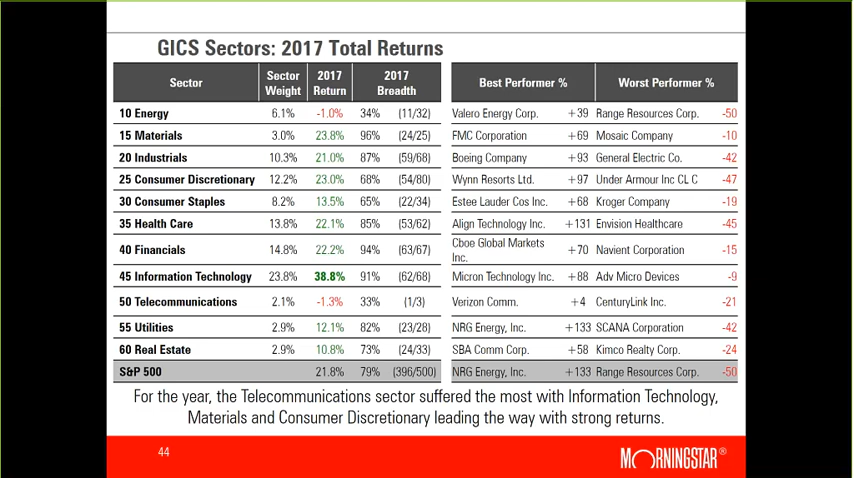 GICS Sectors: 2017 Total Returns
Sector Sector Weight 2017 Return 2017 Breadth Best Performer % Worst Performer %
10 Energy 6.1% -1.0% 34% (11/32) Valero Energy Corp. +39 Range Resources Corp. -50
15 Materials 3.0% 23.8% 96% (24/25) FMC Corporation +69 Mosaic Company -10
20 Industrials 10.3% 21.0% 87% (59/68) Boeing Company +93 General Electric Co. -42
25 Consumer Discretionary 12.2% 23.0% 68% (54/80) Wynn Resorts Ltd. +97 Under Armour Inc CL C -47
30 Consumer Staples 8.2% 13.5% 65% (22/34) Estee Lauder Cos Inc. +68 Kroger Company -19
35 Health Care 13.8% 22.1% 85% (53/62) Align Technology Inc. +131 Envision Healthcare -45
40 Financials 14.8% 22.2% 94% (63/67) Cboe Global Markets Inc. +70 Navient Corporation -15
45 Information Technology 23.8% 38.8% 91% (62/68) Micron Technology Inc. +88 Adv Micro Devices -9
50 Telecommunications 2.1% -1.3% 33% (1/3) Verizon Comm. +4 CenturyLink Inc. -21
55 Utilities 2.9% 12.1% 82% (23/28) NRG Energy, Inc. +133 SCANA Corporation -42
60 Real Estate 2.9% 10.8% 73% (24/33) SBA Comm Corp. +58 Kimco Realty Corp. -24
S&P 500 21.8% 79% (396/500) NRG Energy, Inc. +133 Range Resources Corp. -50
For the year, the Telecommunications sector suffered the most with Information Technology,
Materials and Consumer Discretionary leading the way with strong returns.
44
MORNINGSTAR®